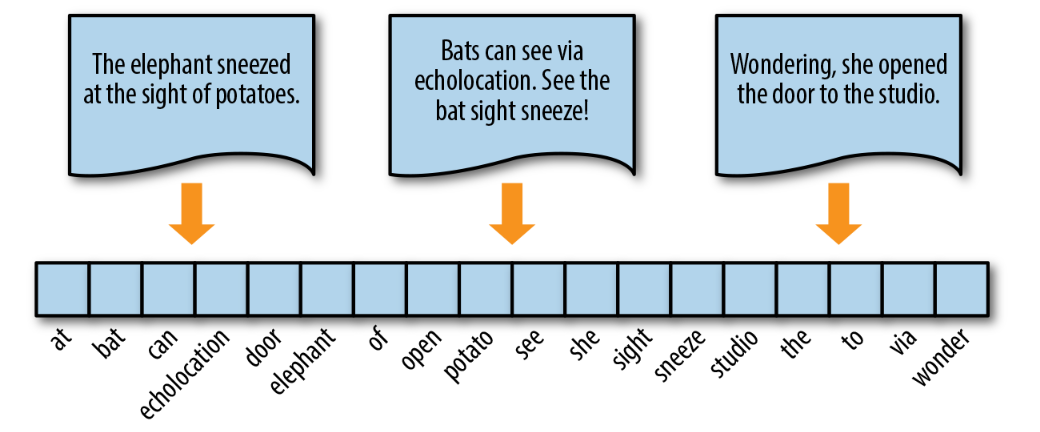 The elephant sneezed
at the sight of potatoes.
Bats can see via
echolocation. See the
bat sight sneeze!
Wondering, she opened
the door to the studio.
at
bat
can
echolocation
door
elephant
of
open
potato
see
she
sight
sneeze
studio
the
to
via
wonder